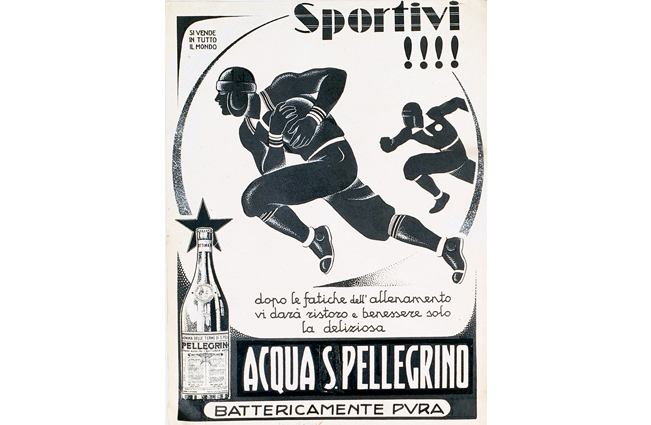 Sportivi
!!!!
SI VENDE
IN TUTTO
IL MONDO
dopo le fatiche dell' allenamento
vi darà ristoro e benessere solo
la deliziosa
PELLEGRIN
ACQUA S. PELLEGRINO
BATTERICAMENTE PVRA